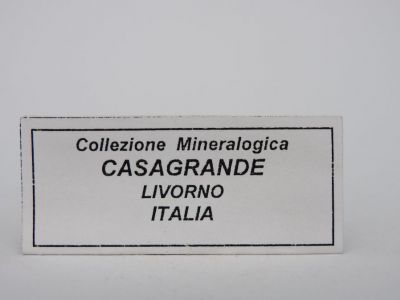 Collezione Mineralogica
CASAGRANDE
LIVORNO
ITALIA